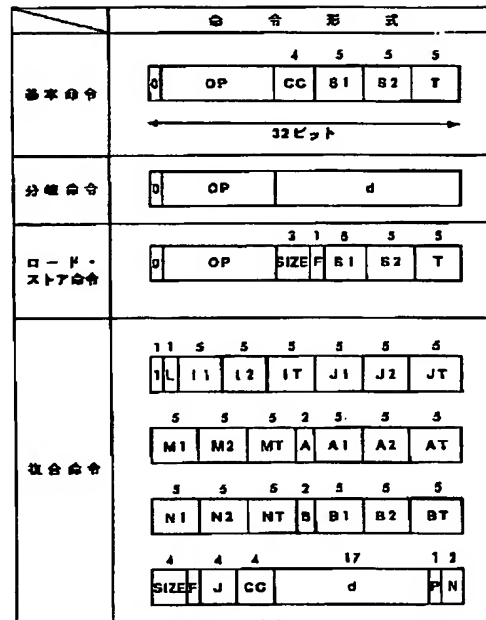 命令形式
基本命令
4 5 5 5
0 OP CC S1 S2 T
32ビット
分岐命令
0 OP d
ロード・
ストア命令
3 1 5 5 5
0 OP SIZE F S1 S2 T
複合命令
1 1 5 5 5 5 5 5
1 L I1 I2 IT J1 J2 JT
5 5 5 2 5 5 5
M1 M2 MT A A1 A2 AT
5 5 5 2 5 5 5
N1 N2 NT B B1 B2 BT
4 4 4 17 1 2
SIZE F J CC d P N